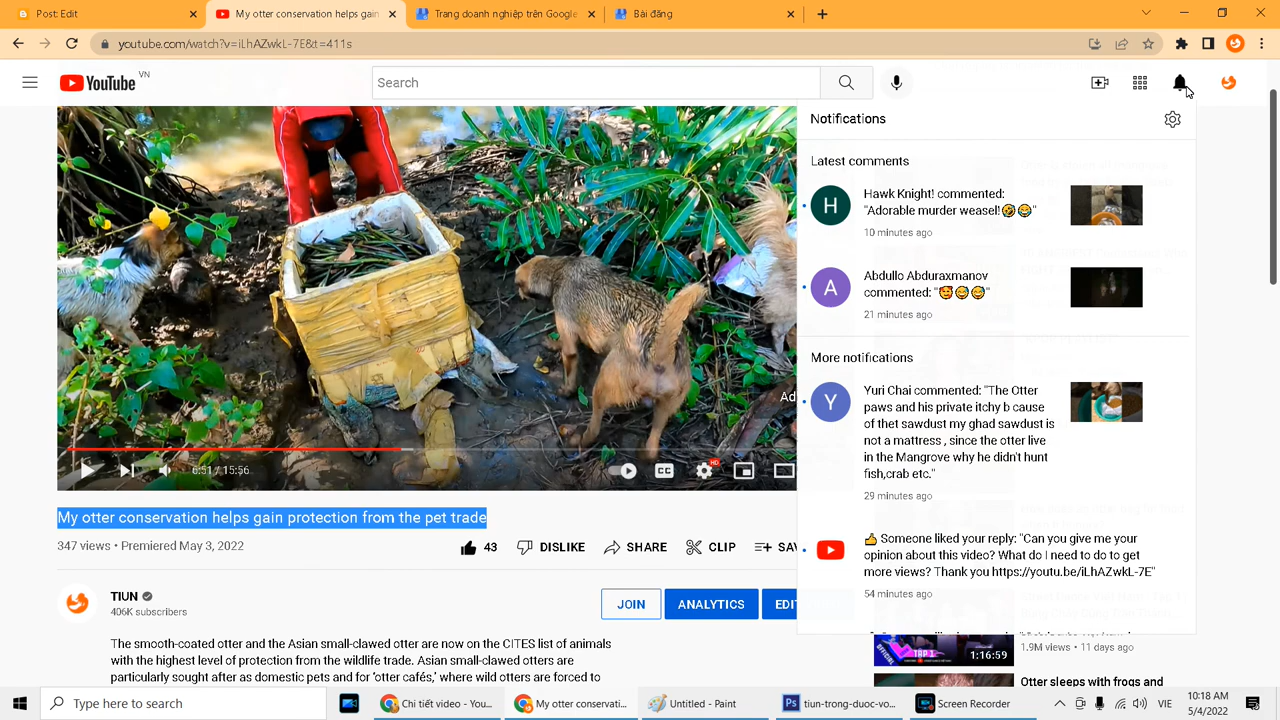 Post: Edit
My otter conservation helps gain
Trang doanh nghiệp trên Google
Bài đăng
youtube.com/watch?v=iLhAZwkL-7E&t=411s
YouTube VN
Search
Notifications
Latest comments
H
Hawk Knight! commented:
"Adorable murder weasel!🤣😂"
10 minutes ago
A
Abdullo Abduraxmanov
commented: "🥰😅😅"
21 minutes ago
More notifications
Y
Yuri Chai commented: "The Otter
paws and his private itchy b cause
of thet sawdust my ghad sawdust is
not a mattress , since the otter live
in the Mangrove why he didn't hunt
fish,crab etc."
29 minutes ago
👍 Someone liked your reply: "Can you give me your
opinion about this video? What do I need to do to get
more views? Thank you https://youtu.be/iLhAZwkL-7E"
54 minutes ago
Ad
6:51 / 15:56
CC
HD
My otter conservation helps gain protection from the pet trade
347 views • Premiered May 3, 2022
43 DISLIKE SHARE CLIP SAV
TIUN
406K subscribers
JOIN ANALYTICS EDIT
The smooth-coated otter and the Asian small-clawed otter are now on the CITES list of animals
with the highest level of protection from the wildlife trade. Asian small-clawed otters are
particularly sought after as domestic pets and for 'otter cafés,' where wild otters are forced to
1:16:59
1.9M views • 11 days ago
Otter sleeps with frogs and
Type here to search
Chi tiết video - You...
My otter conservati...
Untitled - Paint
Ps
tiun-trong-duoc-vo...
Screen Recorder
VIE
10:18 AM
5/4/2022